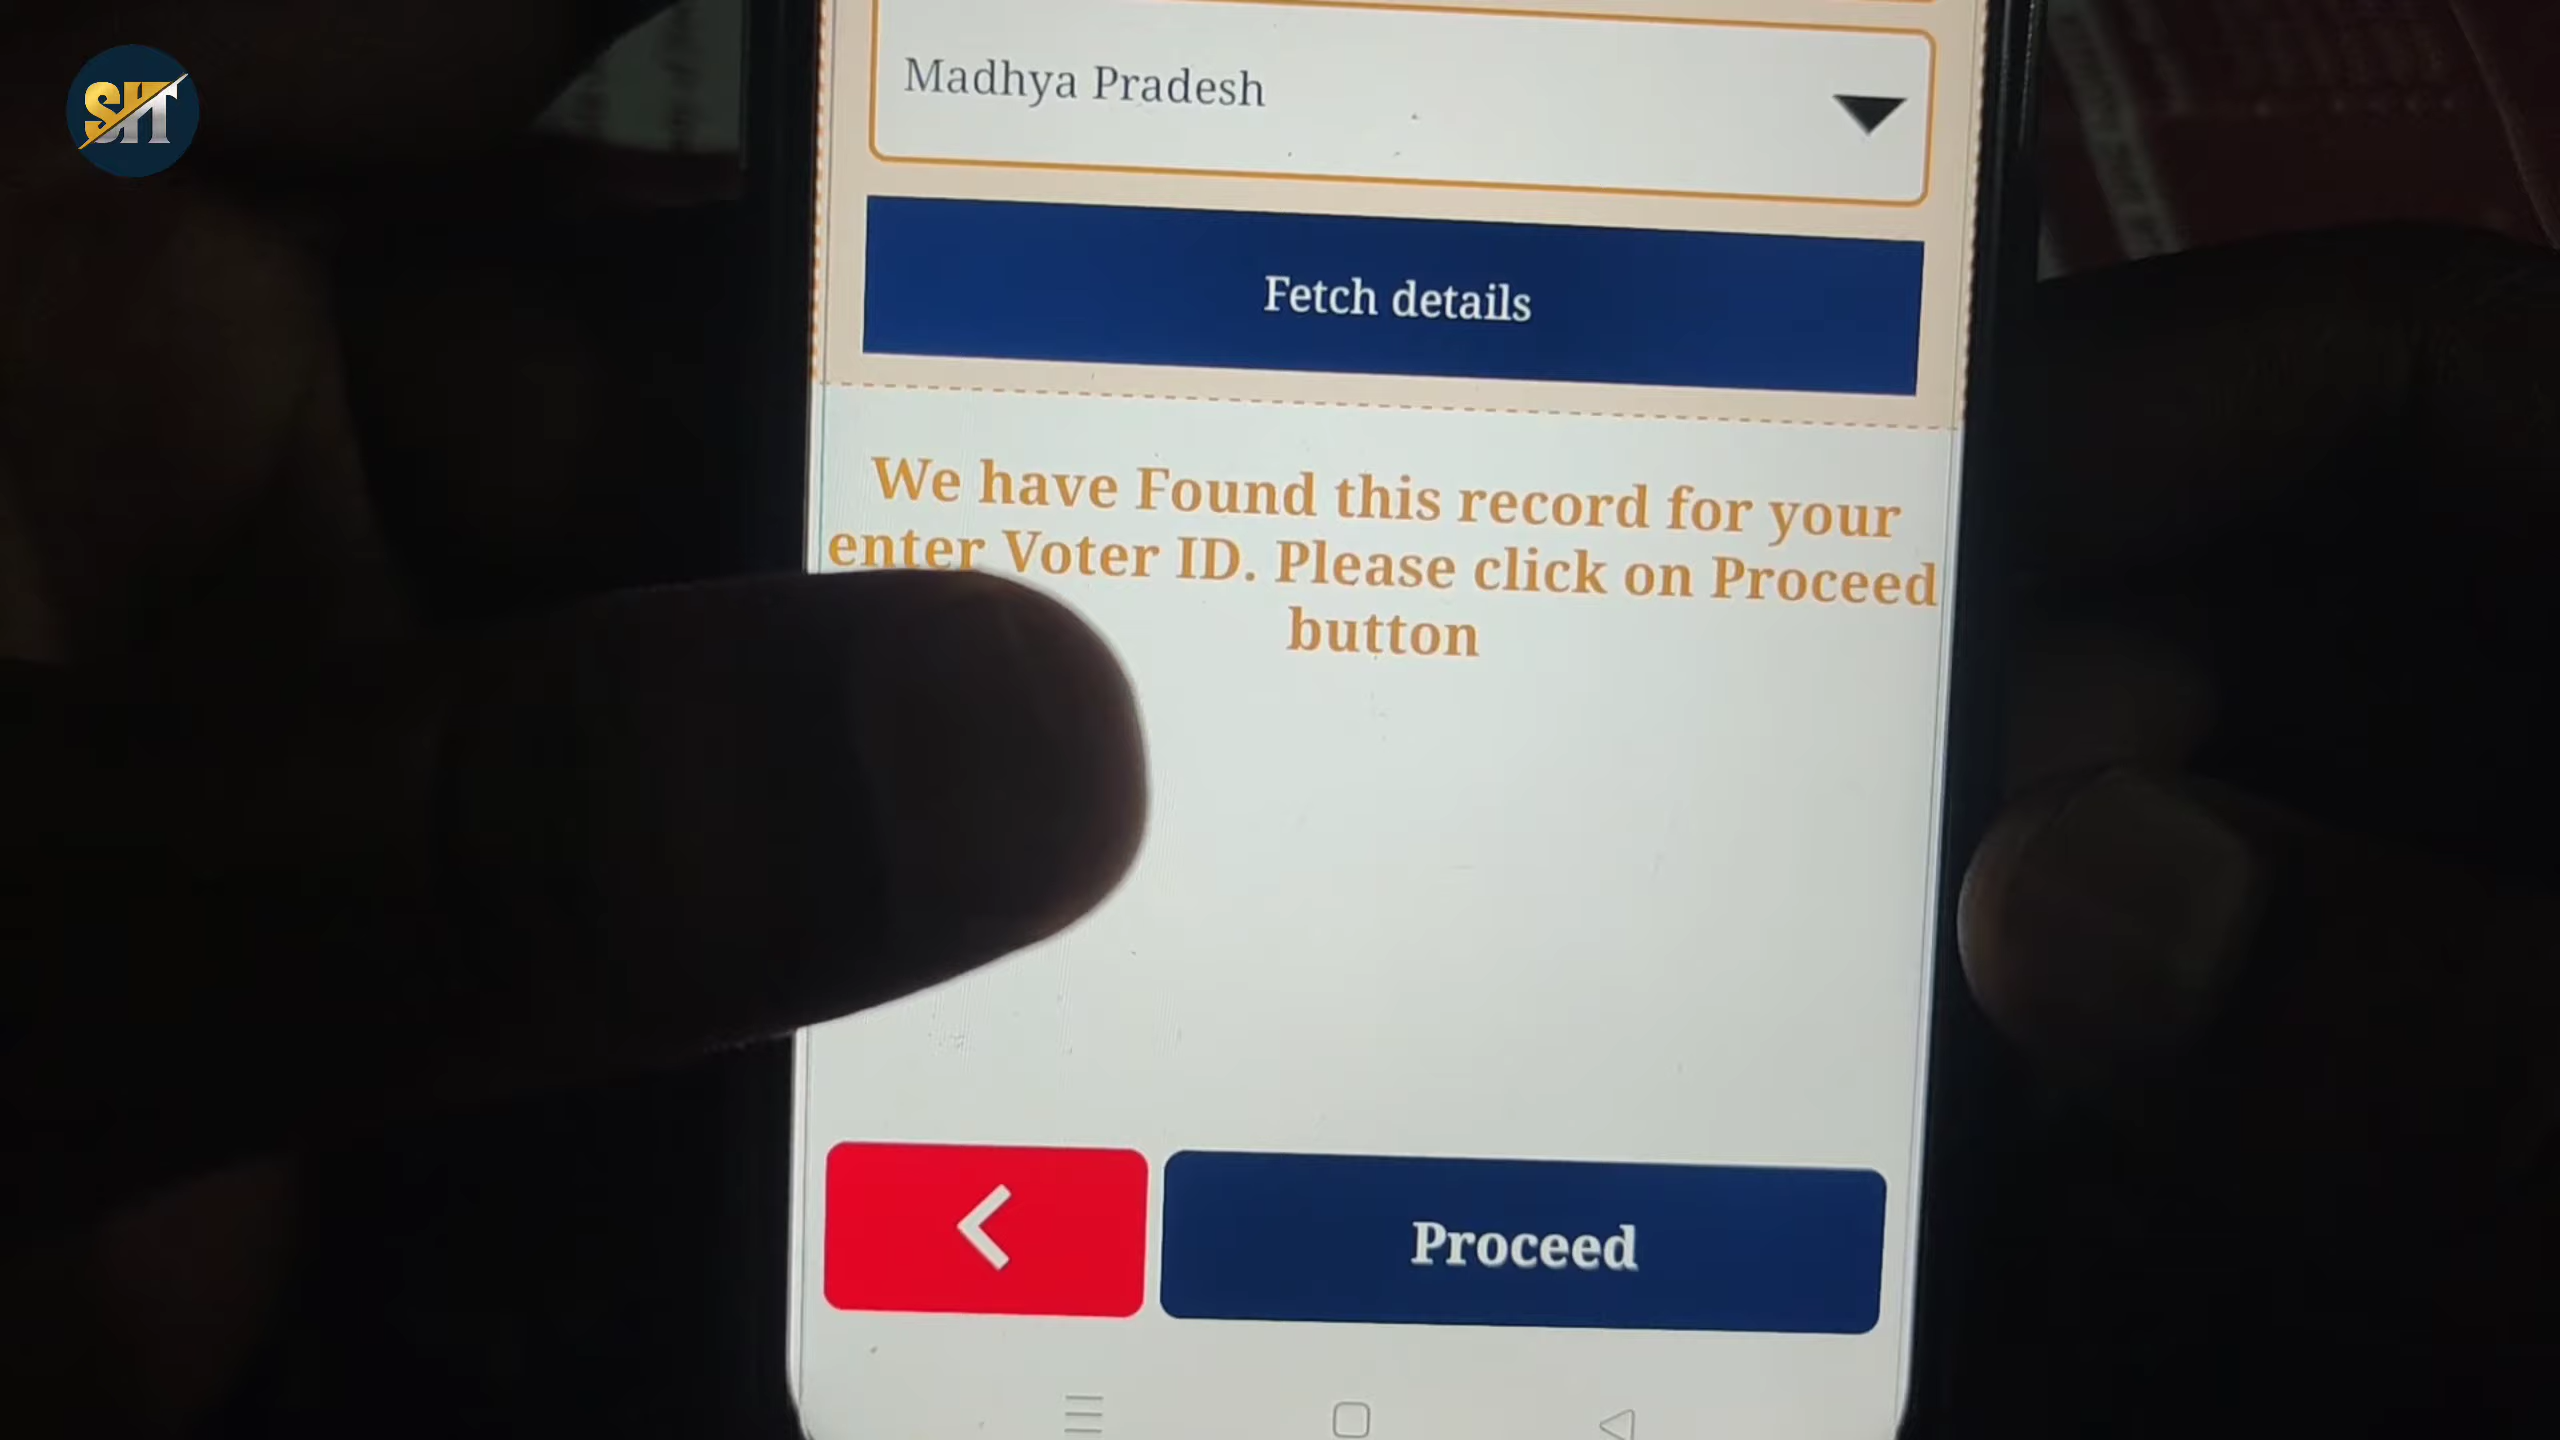 SHT
Madhya Pradesh
Fetch details
We have Found this record for your
enter Voter ID. Please click on Proceed
button
Proceed